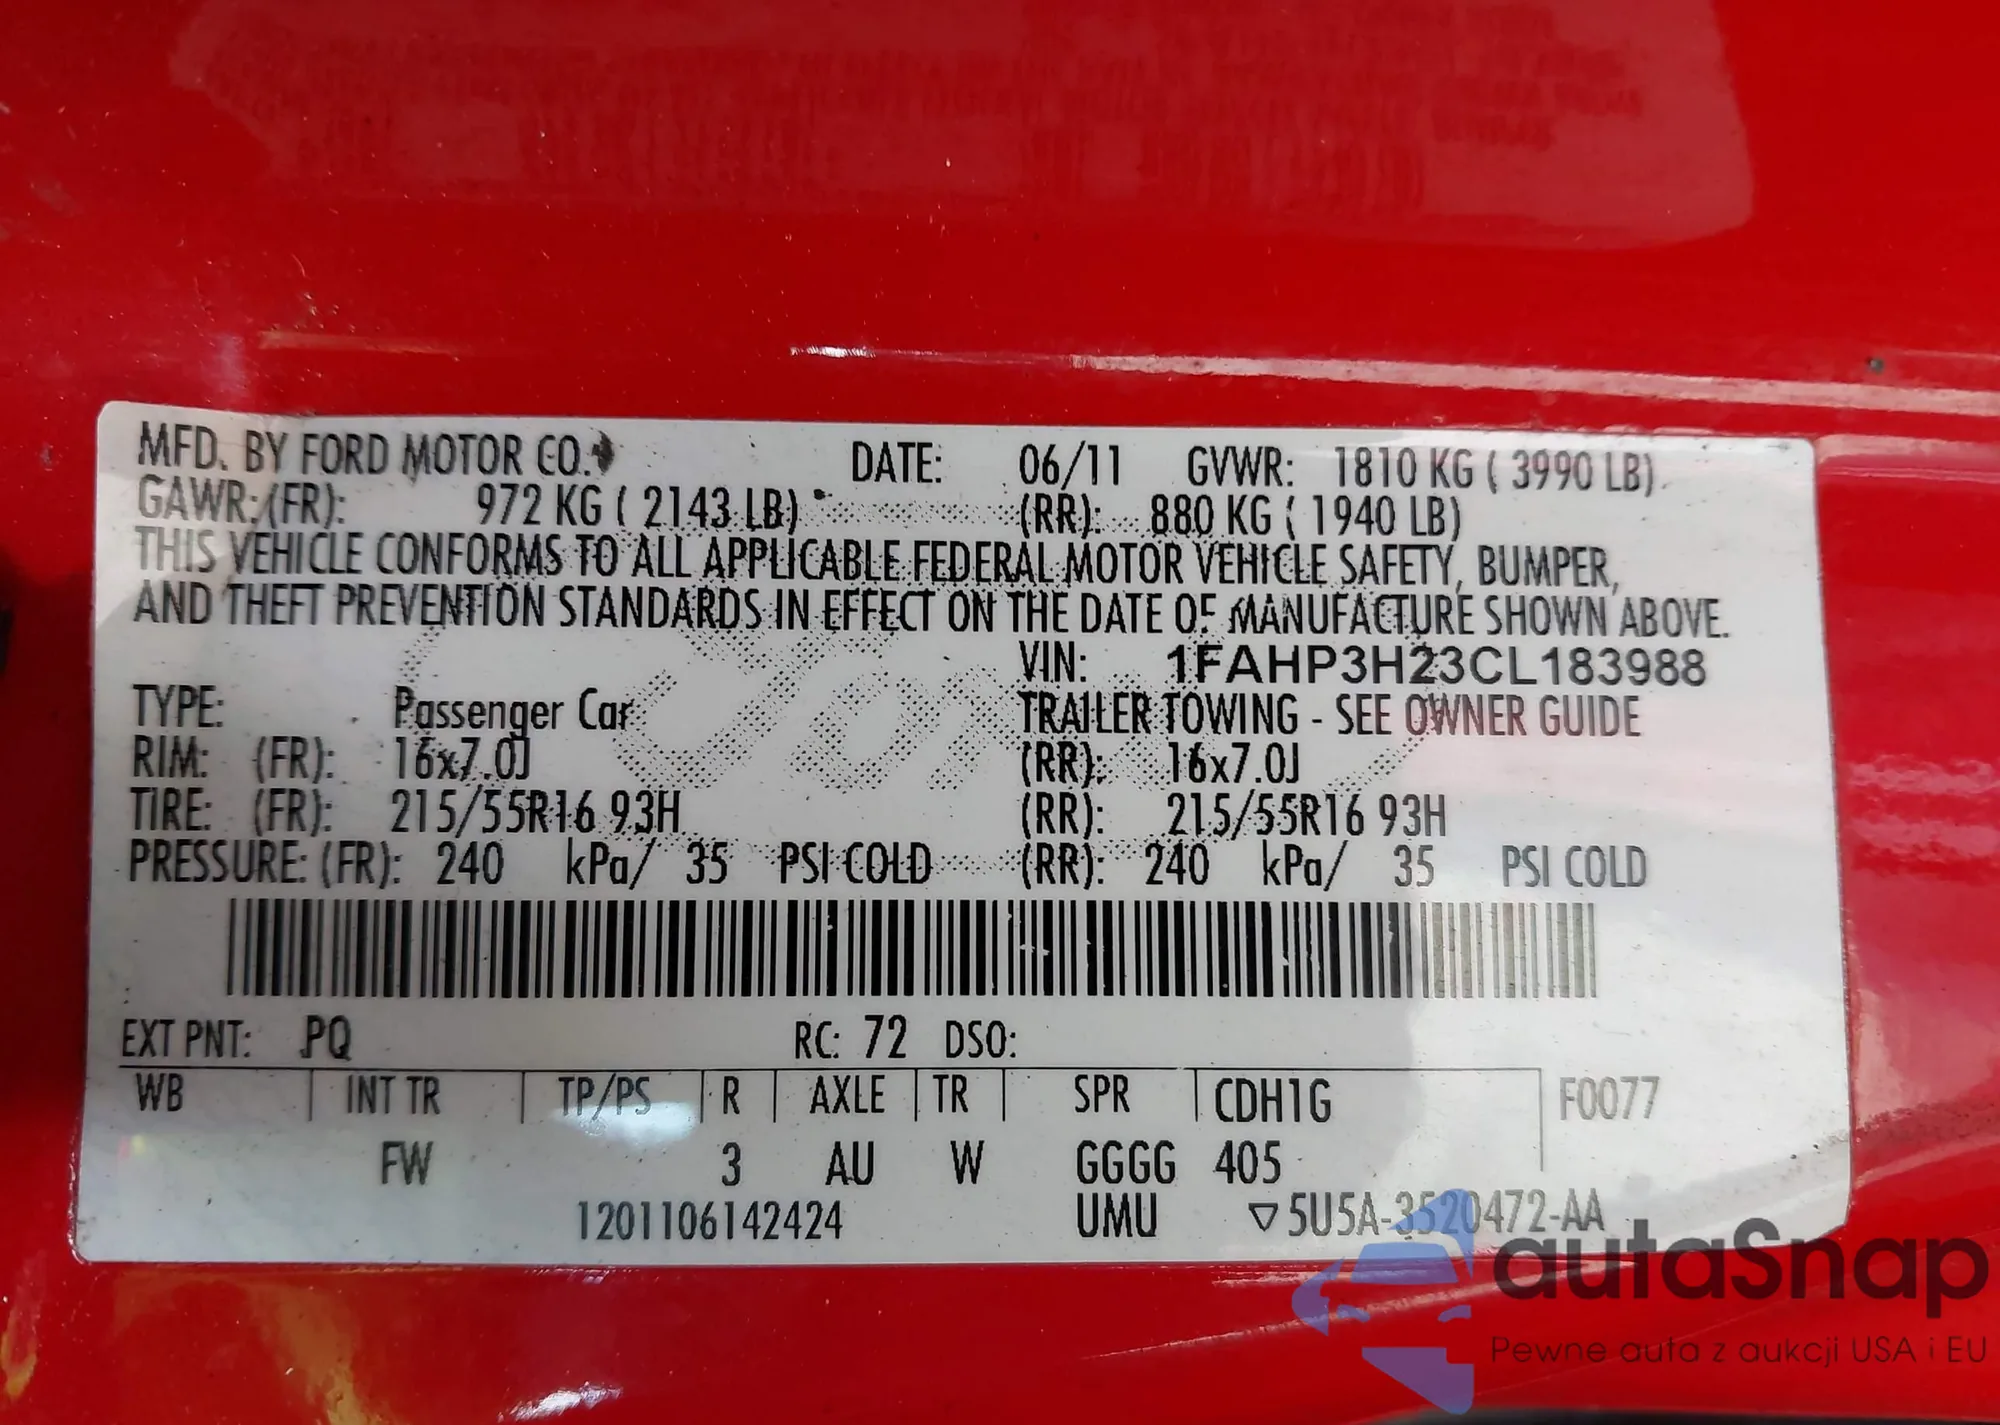 MFD. BY FORD MOTOR CO. DATE: 06/11 GVWR: 1810 KG ( 3990 LB)
GAWR: (FR): 972 KG ( 2143 LB) (RR): 880 KG ( 1940 LB)
THIS VEHICLE CONFORMS TO ALL APPLICABLE FEDERAL MOTOR VEHICLE SAFETY, BUMPER,
AND THEFT PREVENTION STANDARDS IN EFFECT ON THE DATE OF MANUFACTURE SHOWN ABOVE.
VIN: 1FAHP3H23CL183988
TYPE: Passenger Car TRAILER TOWING - SEE OWNER GUIDE
RIM: (FR): 16x7.0J (RR): 16x7.0J
TIRE: (FR): 215/55R16 93H (RR): 215/55R16 93H
PRESSURE: (FR): 240 kPa/ 35 PSI COLD (RR): 240 kPa/ 35 PSI COLD
EXT PNT: PQ RC: 72 DSO:
WB INT TR TP/PS R AXLE TR SPR CDH1G F0077
FW 3 AU W GGGG 405
1201106142424 UMU ▽5U5A-3520472-AA
autaSnap
Pewne auta z aukcji USA i EU